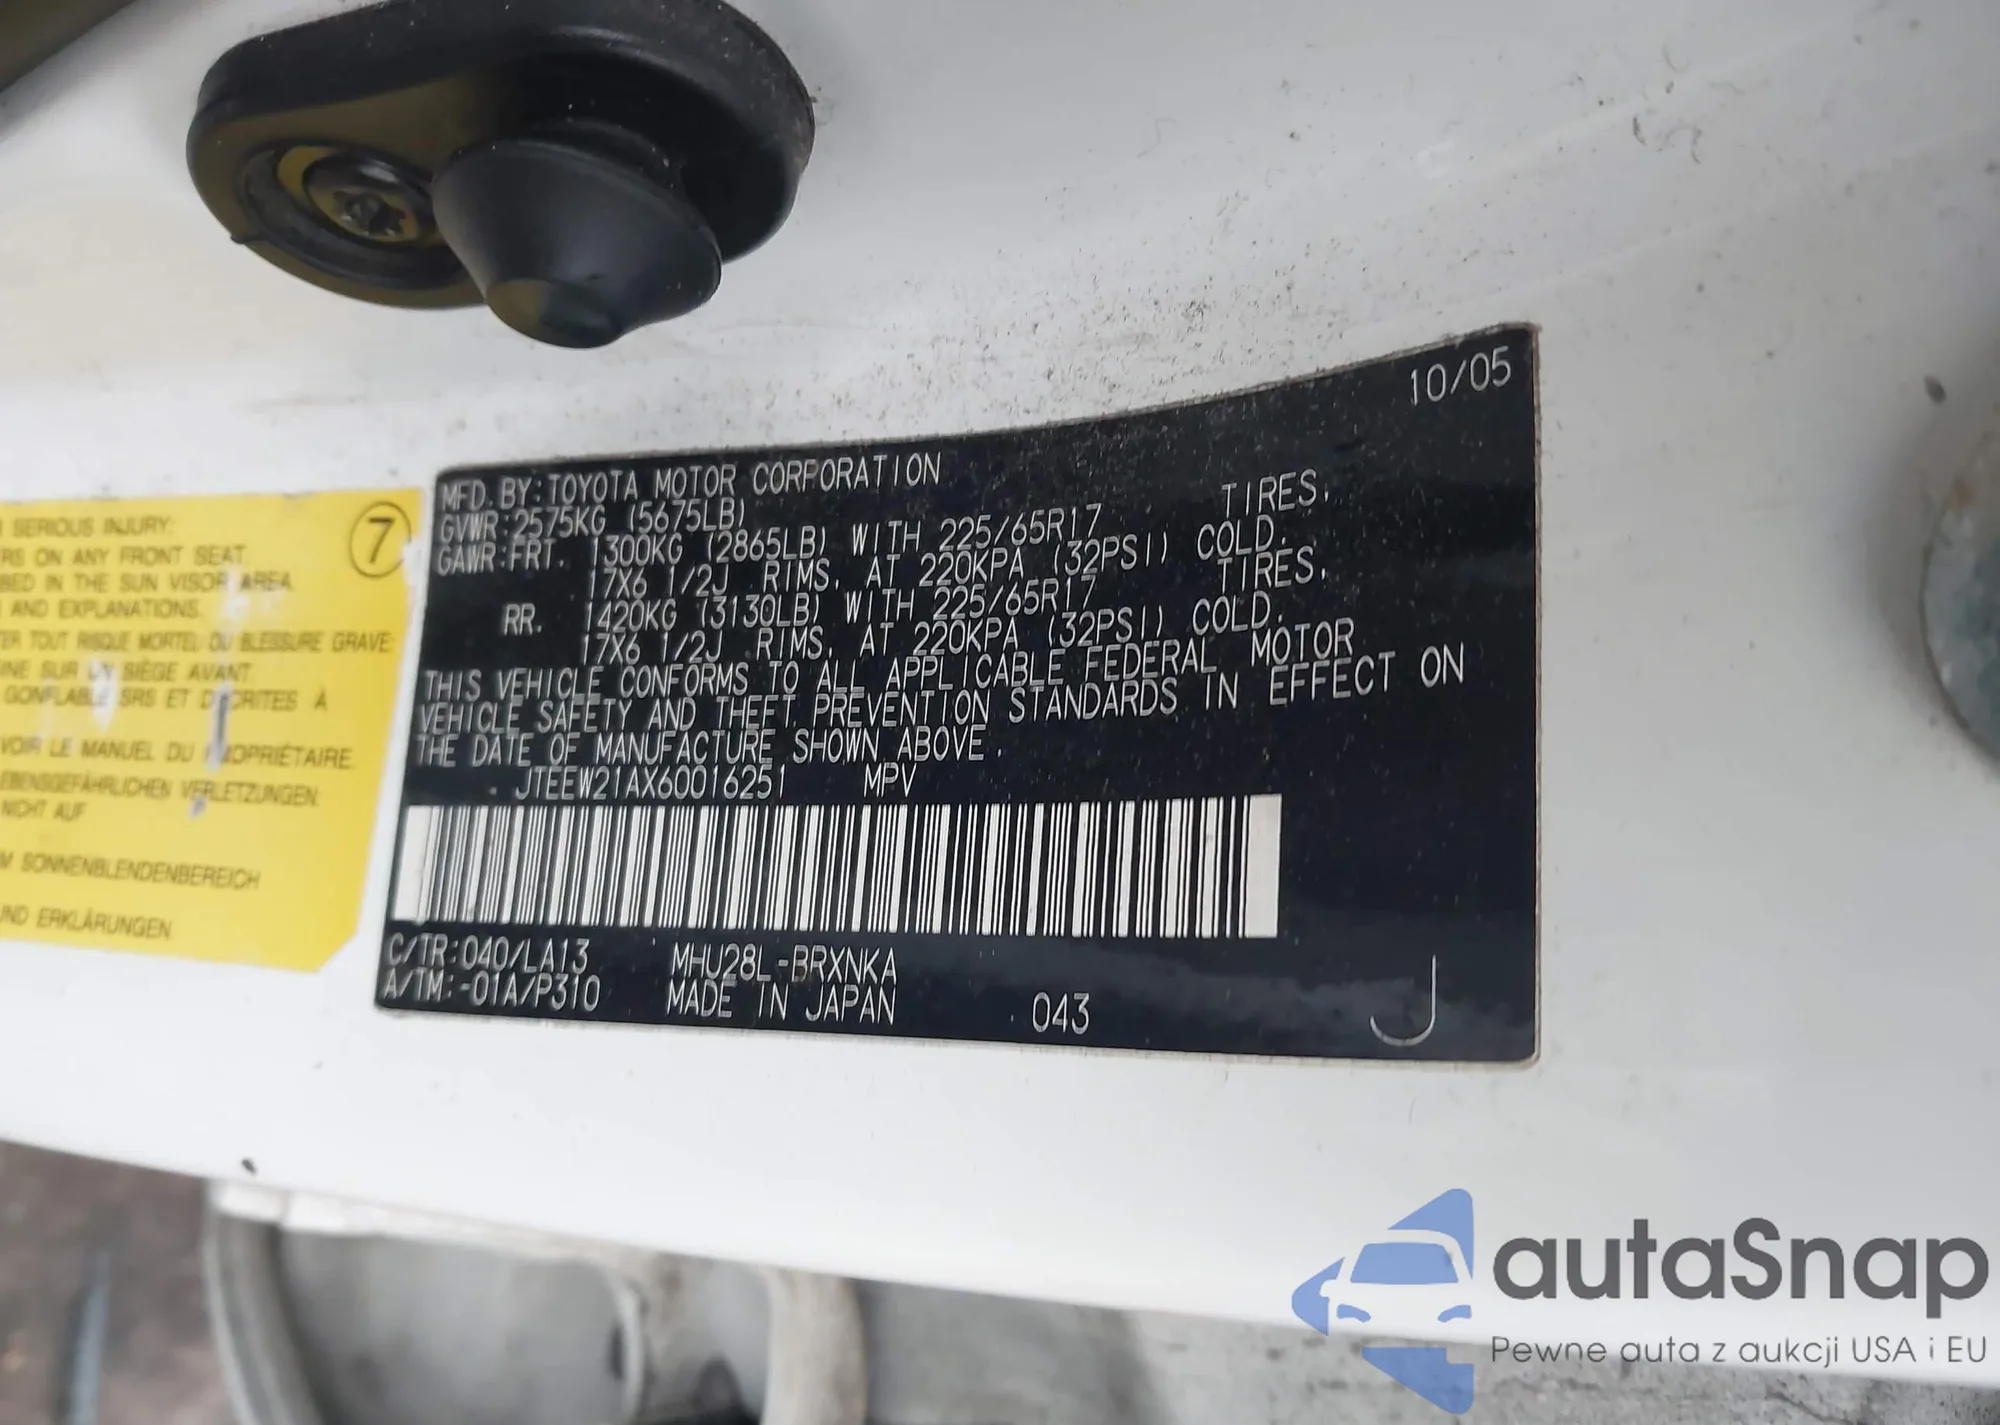 10/05
MFD. BY: TOYOTA MOTOR CORPORATION
GVWR: 2575KG (5675LB)
GAWR: FRT. 1300KG (2865LB) WITH 225/65R17 TIRES,
17X6 1/2J RIMS, AT 220KPA (32PSI) COLD.
RR. 1420KG (3130LB) WITH 225/65R17 TIRES,
17X6 1/2J RIMS, AT 220KPA (32PSI) COLD.
THIS VEHICLE CONFORMS TO ALL APPLICABLE FEDERAL MOTOR
VEHICLE SAFETY AND THEFT PREVENTION STANDARDS IN EFFECT ON
THE DATE OF MANUFACTURE SHOWN ABOVE.
JTEEW21AX60016251 MPV
C/TR: 040/LA13 MHU28L-BRXNKA
A/TM: -01A/P310 MADE IN JAPAN 043 J
7
SERIOUS INJURY:
RS ON ANY FRONT SEAT
BED IN THE SUN VISOR AREA
AND EXPLANATIONS.
TER TOUT RISQUE MORTEL OU BLESSURE GRAVE:
NE SUR UN SIÈGE AVANT
GONFLABLE SRS ET DÉCRITES À
VOIR LE MANUEL DU PROPRIÉTAIRE.
EBENSGEFÄHRLICHEN VERLETZUNGEN:
NICHT AUF
M SONNENBLENDENBEREICH
UND ERKLÄRUNGEN
autaSnap
Pewne auta z aukcji USA i EU